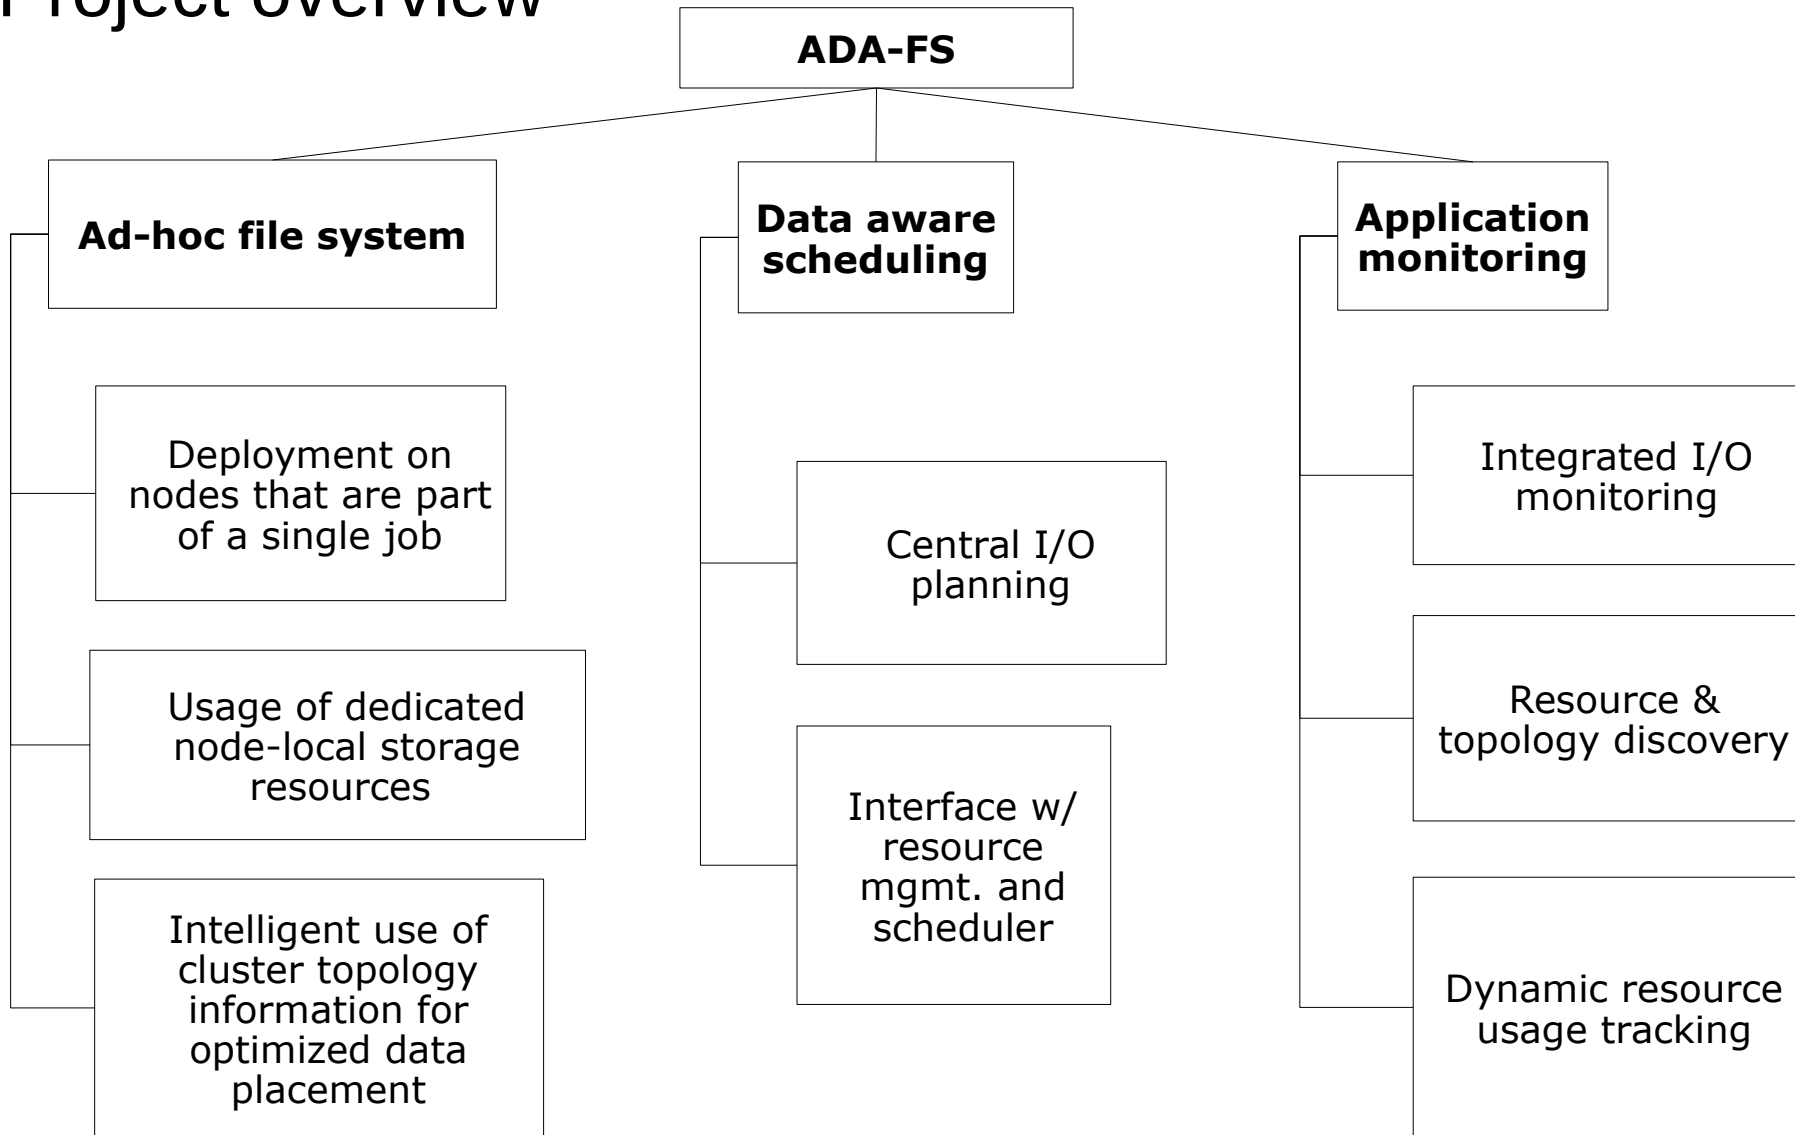 Project overview
ADA-FS
Ad-hoc file system
Deployment on
nodes that are part
of a single job
Usage of dedicated
node-local storage
resources
Intelligent use of
cluster topology
information for
optimized data
placement
Data aware
scheduling
Central I/O
planning
Interface w/
resource
mgmt. and
scheduler
Application
monitoring
Integrated I/O
monitoring
Resource &
topology discovery
Dynamic resource
usage tracking